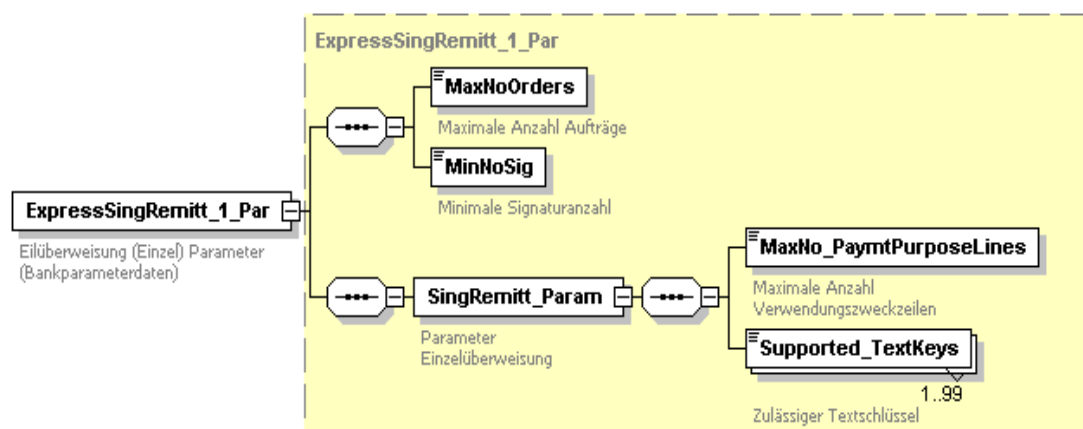 ExpressSingRemitt_1_Par
MaxNoOrders
Maximale Anzahl Aufträge
MinNoSig
Minimale Signaturanzahl
ExpressSingRemitt_1_Par
Eilüberweisung (Einzel) Parameter
(Bankparameterdaten)
SingRemitt_Param
Parameter
Einzelüberweisung
MaxNo_PaymtPurposeLines
Maximale Anzahl
Verwendungszweckzeilen
Supported_TextKeys
1..99
Zulässiger Textschlüssel